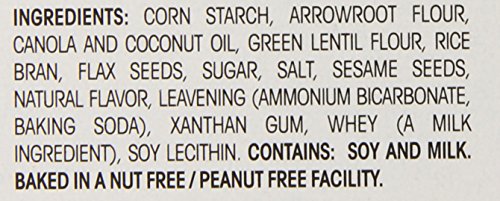 INGREDIENTS: CORN STARCH, ARROWROOT FLOUR,
CANOLA AND COCONUT OIL, GREEN LENTIL FLOUR, RICE
BRAN, FLAX SEEDS, SUGAR, SALT, SESAME SEEDS,
NATURAL FLAVOR, LEAVENING (AMMONIUM BICARBONATE,
BAKING SODA), XANTHAN GUM, WHEY (A MILK
INGREDIENT), SOY LECITHIN. CONTAINS: SOY AND MILK.
BAKED IN A NUT FREE / PEANUT FREE FACILITY.